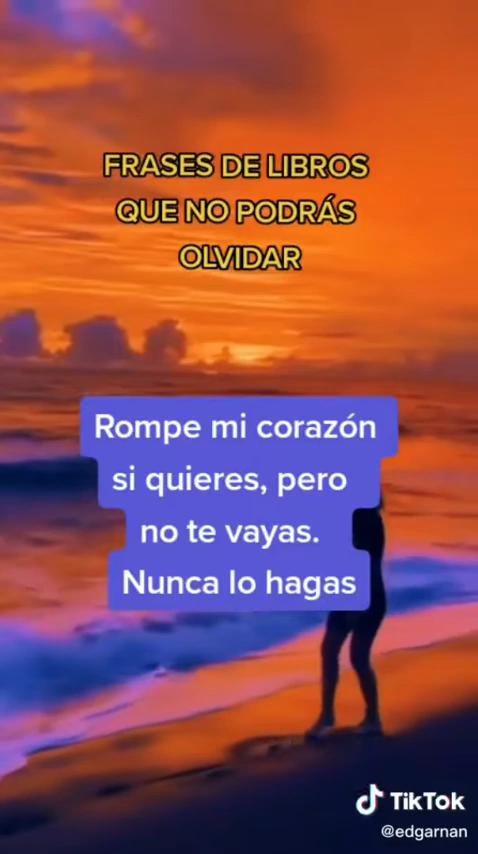 FRASES DE LIBROS
QUE NO PODRÁS
OLVIDAR
Rompe mi corazón
si quieres, pero
no te vayas.
Nunca lo hagas
TikTok
@edgarnan